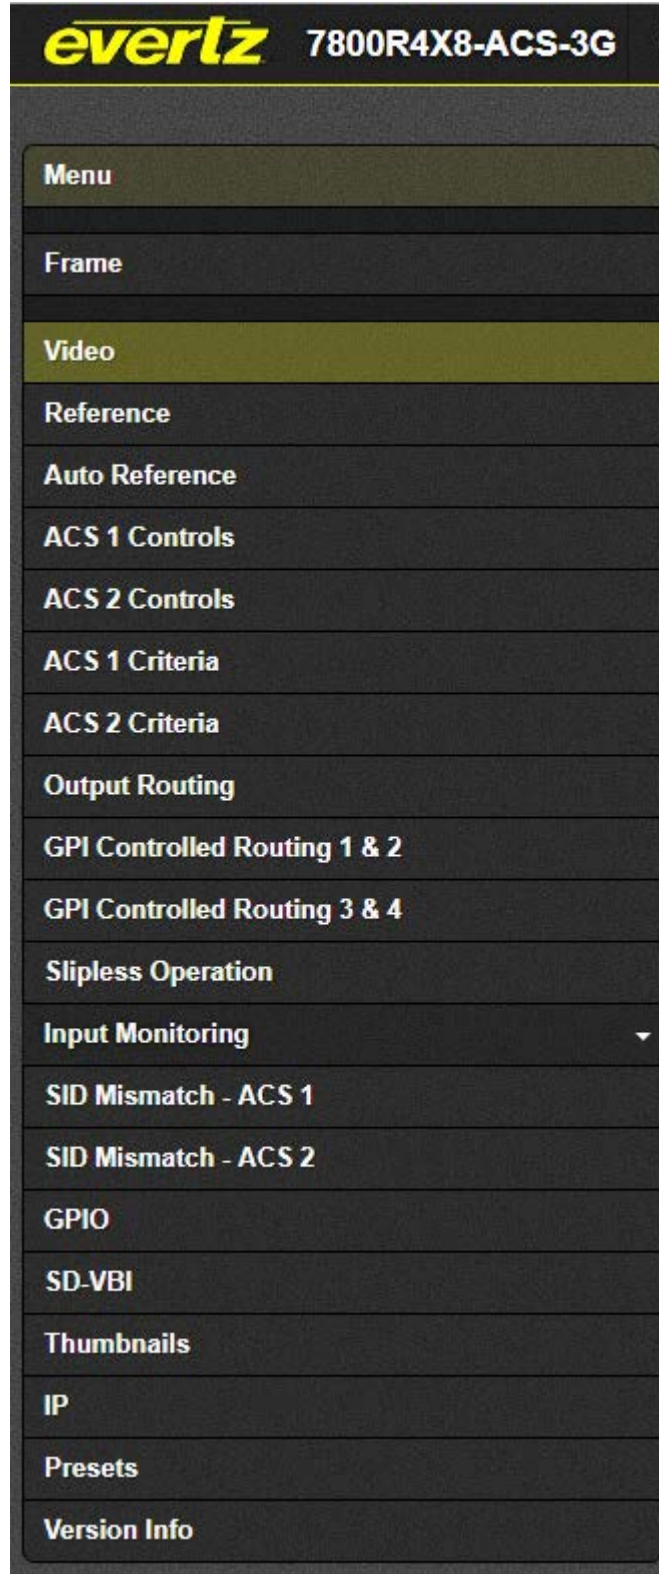 evertz 7800R4X8-ACS-3G
Menu
Frame
Video
Reference
Auto Reference
ACS 1 Controls
ACS 2 Controls
ACS 1 Criteria
ACS 2 Criteria
Output Routing
GPI Controlled Routing 1 & 2
GPI Controlled Routing 3 & 4
Slipless Operation
Input Monitoring
SID Mismatch - ACS 1
SID Mismatch - ACS 2
GPIO
SD-VBI
Thumbnails
IP
Presets
Version Info